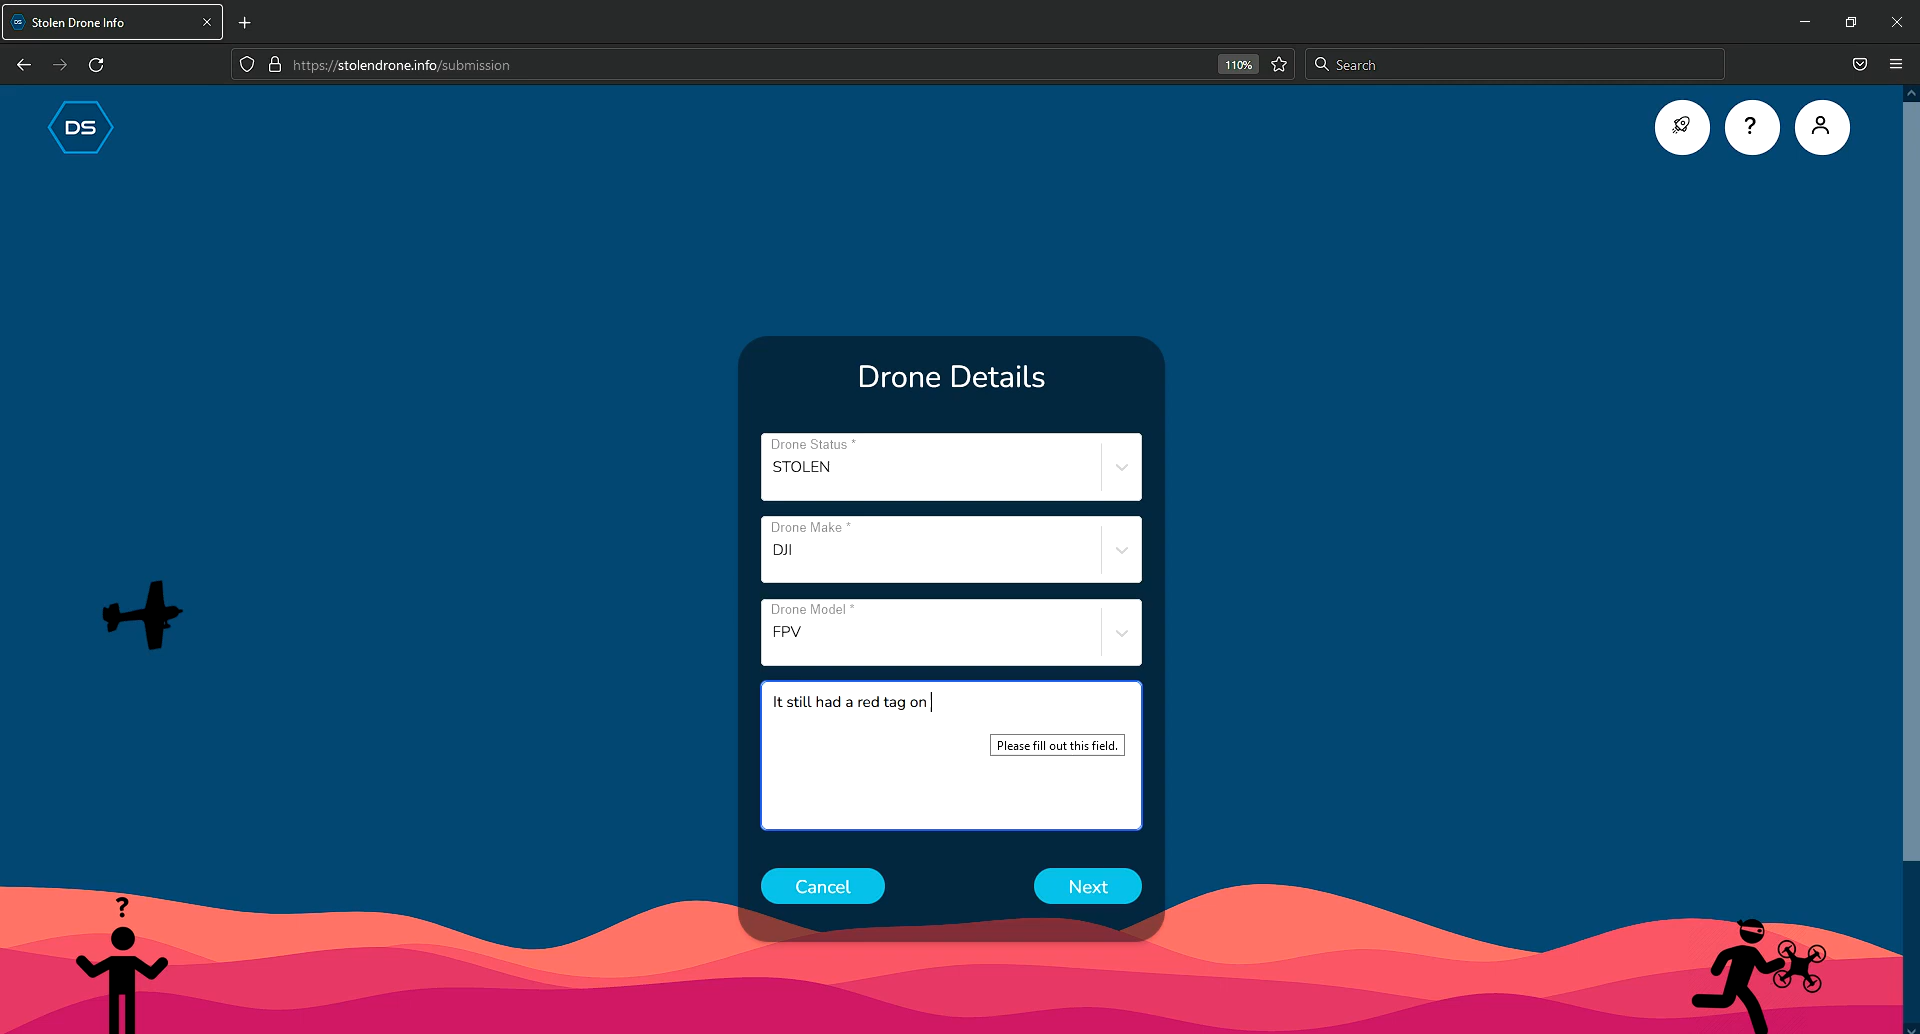 Stolen Drone Info
https://stolendrone.info/submission
110%
Search
DS
?
Drone Details
Drone Status *
STOLEN
Drone Make *
DJI
Drone Model *
FPV
It still had a red tag on
Please fill out this field.
Cancel
Next
?